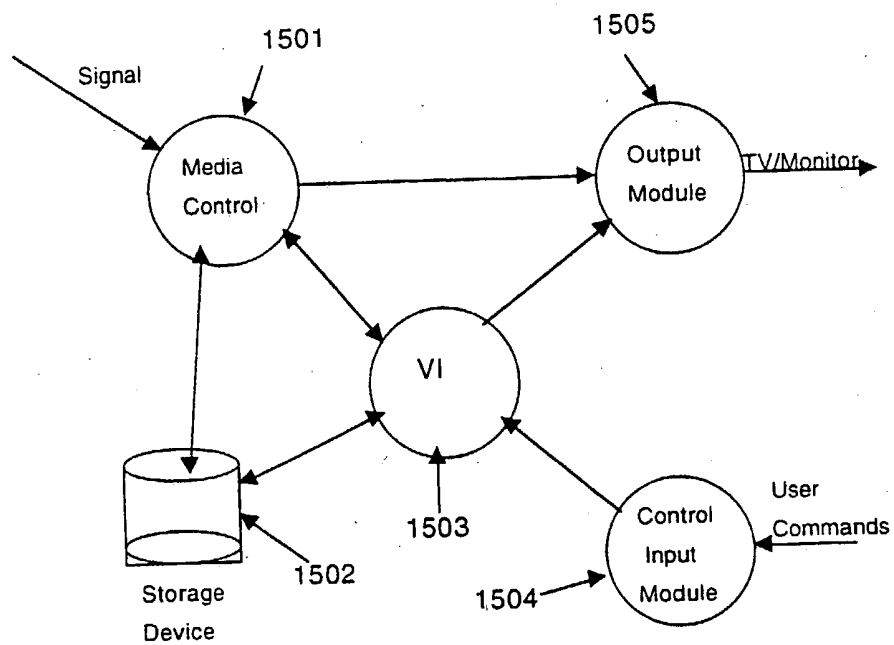 1501
1505
Signal
Media
Control
Output
Module
TV/Monitor
VI
1503
1502
Storage
Device
Control
Input
Module
User
Commands
1504